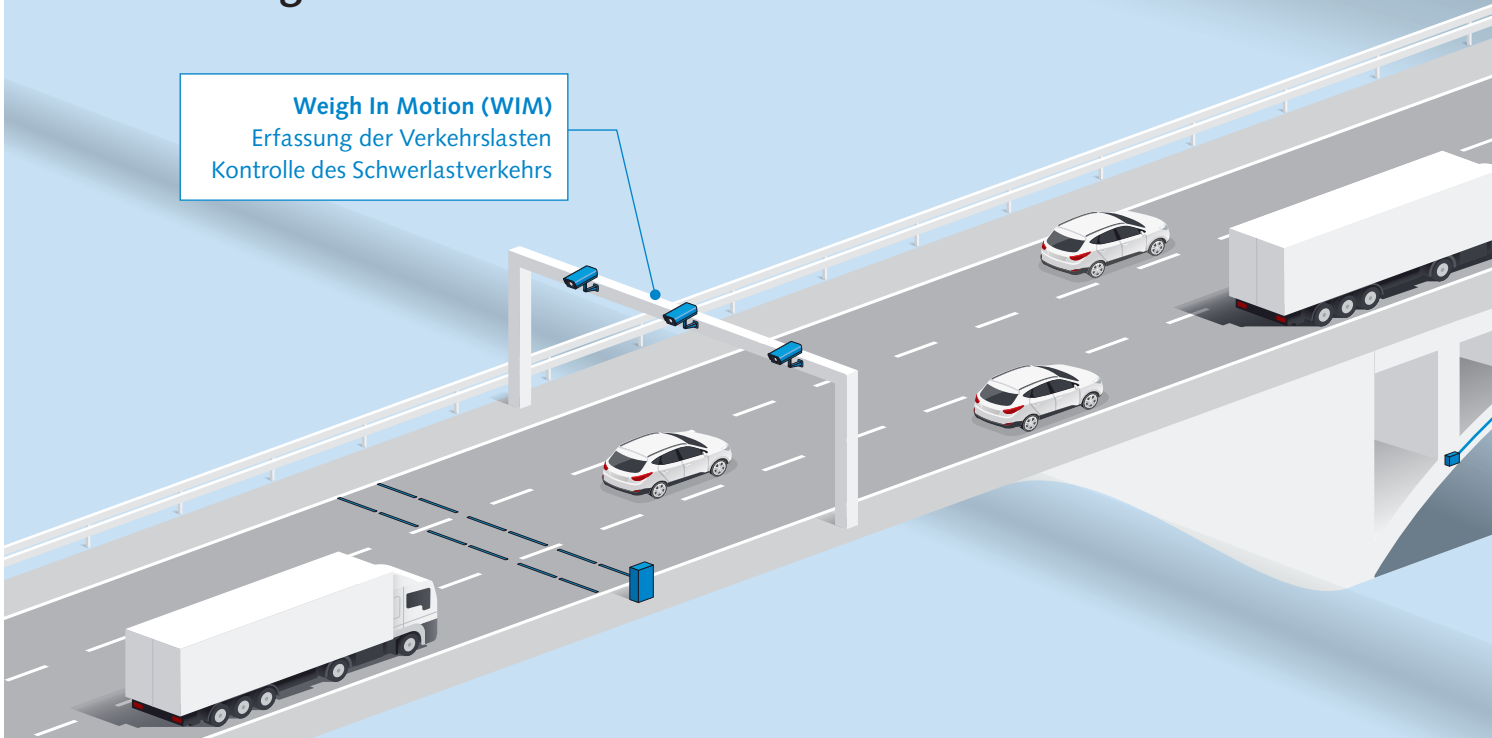 Weigh In Motion (WIM)
Erfassung der Verkehrslasten
Kontrolle des Schwerlastverkehrs